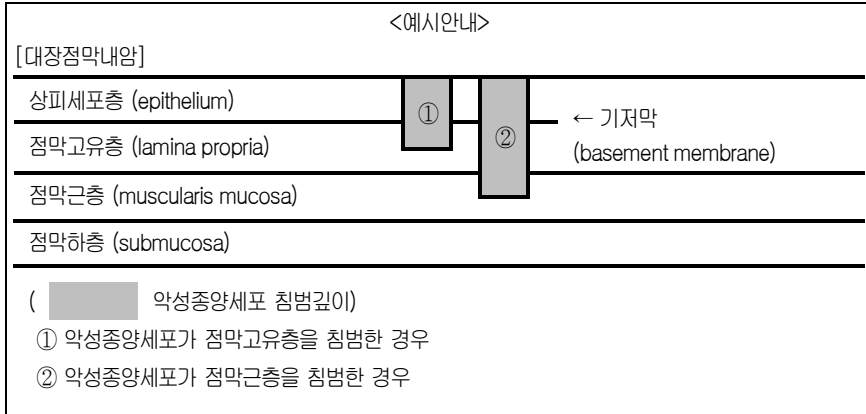 <예시안내>
[대장점막내암]
상피세포층 (epithelium)
①
← 기저막
②
점막고유층 (lamina propria)
(basement membrane)
점막근층 (muscularis mucosa)
점막하층 (submucosa)
( 악성종양세포 침범깊이)
① 악성종양세포가 점막고유층을 침범한 경우
② 악성종양세포가 점막근층을 침범한 경우